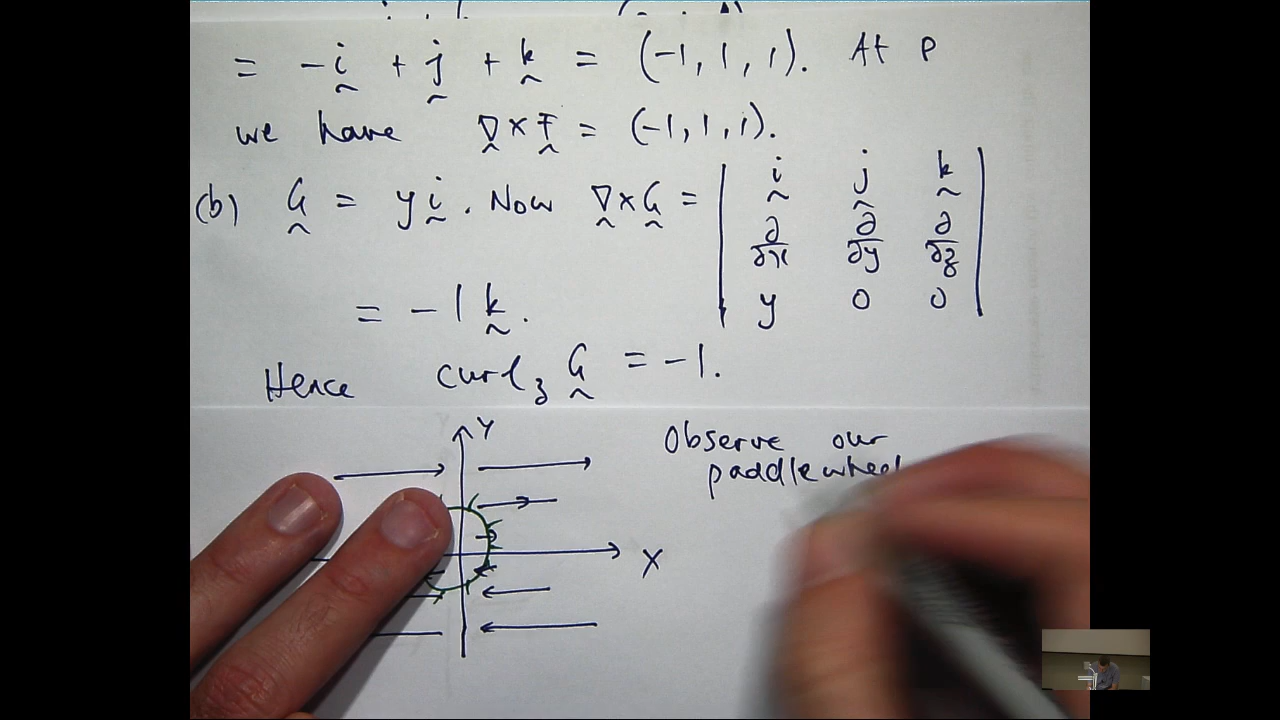 = -i + j + k = (-1, 1, 1). At P
we have ∇ × F = (-1, 1, 1).
(b) G = y i . Now ∇ × G = | i j k |
| ∂/∂x ∂/∂y ∂/∂z |
| y 0 0 |
= -1 k .
Hence curl_z G = -1.
Y
Observe our
paddlewheel
X